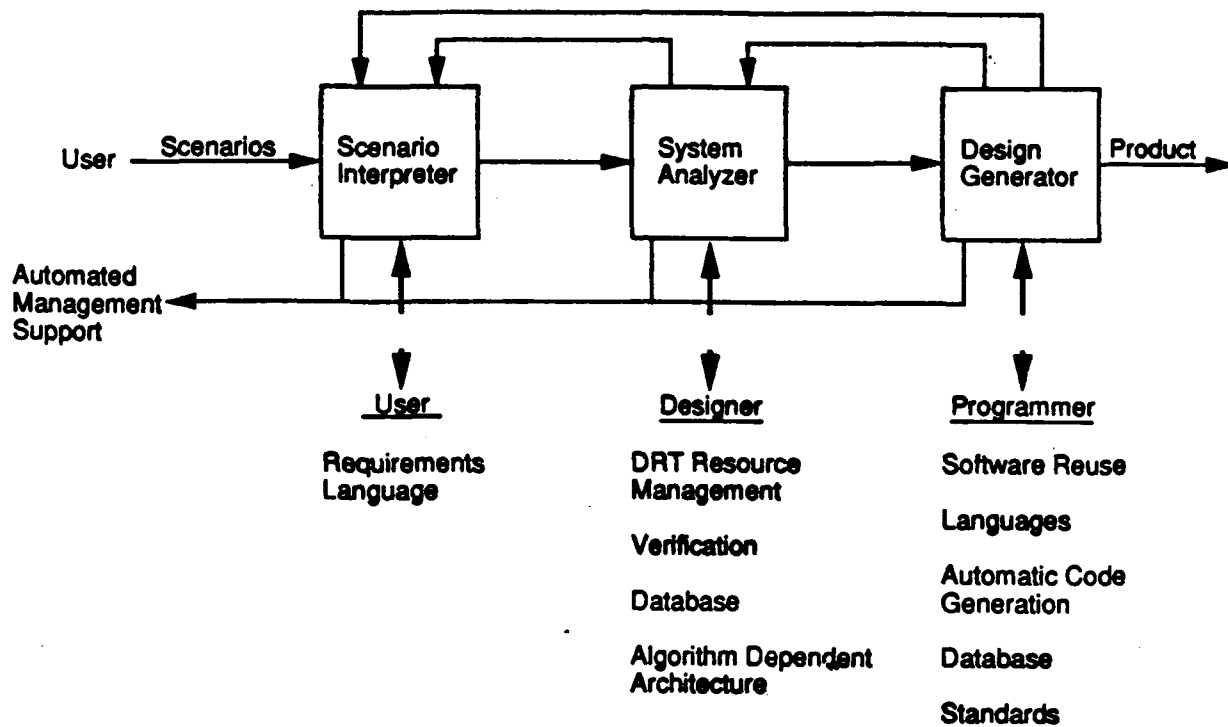 User
Scenarios
Scenario
Interpreter
System
Analyzer
Design
Generator
Product
Automated
Management
Support
User
Requirements
Language
Designer
DRT Resource
Management
Verification
Database
Algorithm Dependent
Architecture
Programmer
Software Reuse
Languages
Automatic Code
Generation
Database
Standards